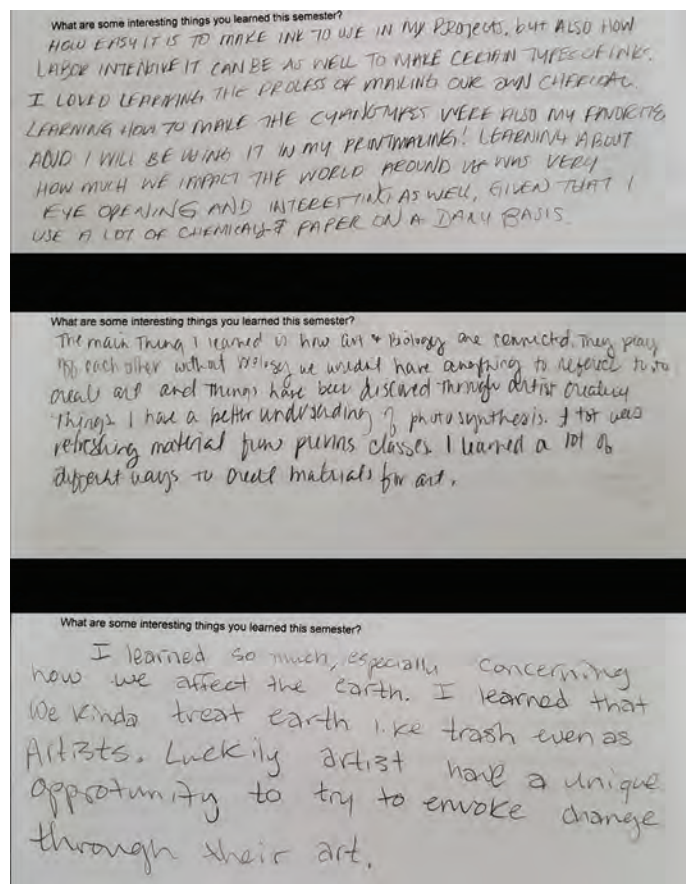 What are some interesting things you learned this semester?
HOW EASY IT IS TO MAKE INK TO USE IN MY PROJECTS, but ALSO HOW
LABOR INTENSIVE IT CAN BE AS WELL TO MAKE CERTAIN TYPES OF INKS.
I LOVED LEARNING THE PROCESS OF MAKING OUR OWN CHARCOAL.
LEARNING HOW TO MAKE THE CYANOTYPES WERE ALSO MY FAVORITE
AND I WILL BE USING IT IN MY PRINTMAKING! LEARNING ABOUT
HOW MUCH WE IMPACT THE WORLD AROUND US WAS VERY
EYE OPENING AND INTERESTING AS WELL, GIVEN THAT I
USE A LOT OF CHEMICALS & PAPER ON A DAILY BASIS.
What are some interesting things you learned this semester?
The main Thing I learned is how art & Biology are connected. They play
off each other without Biology we wouldnt have anything to reference to to
create art and Things have been discoved Through artist creating
Things. I have a better understanding of photosynthesis. It was
refreshing material from classes. I learned a lot of
different ways to create materials for art.
What are some interesting things you learned this semester?
I learned so much, especially concerning
how we affect the earth. I learned that
We kinda treat earth like trash even as
Artists. Luckily artist have a unique
opprotunity to try to envoke change
through their art.